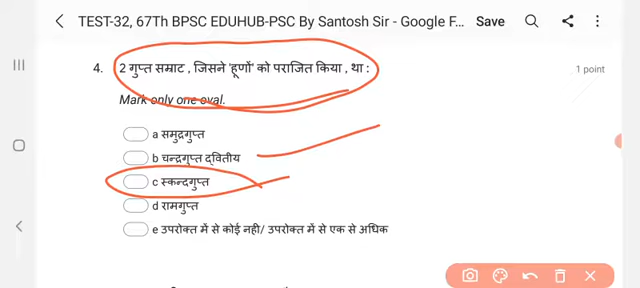 TEST-32, 67Th BPSC EDUHUB-PSC By Santosh Sir - Google F... Save
4. 2 गुप्त सम्राट , जिसने 'हूणों' को पराजित किया , था : 1 point
Mark only one oval.
a समुद्रगुप्त
b चन्द्रगुप्त द्वितीय
c स्कन्दगुप्त
d रामगुप्त
e उपरोक्त में से कोई नही/ उपरोक्त में से एक से अधिक